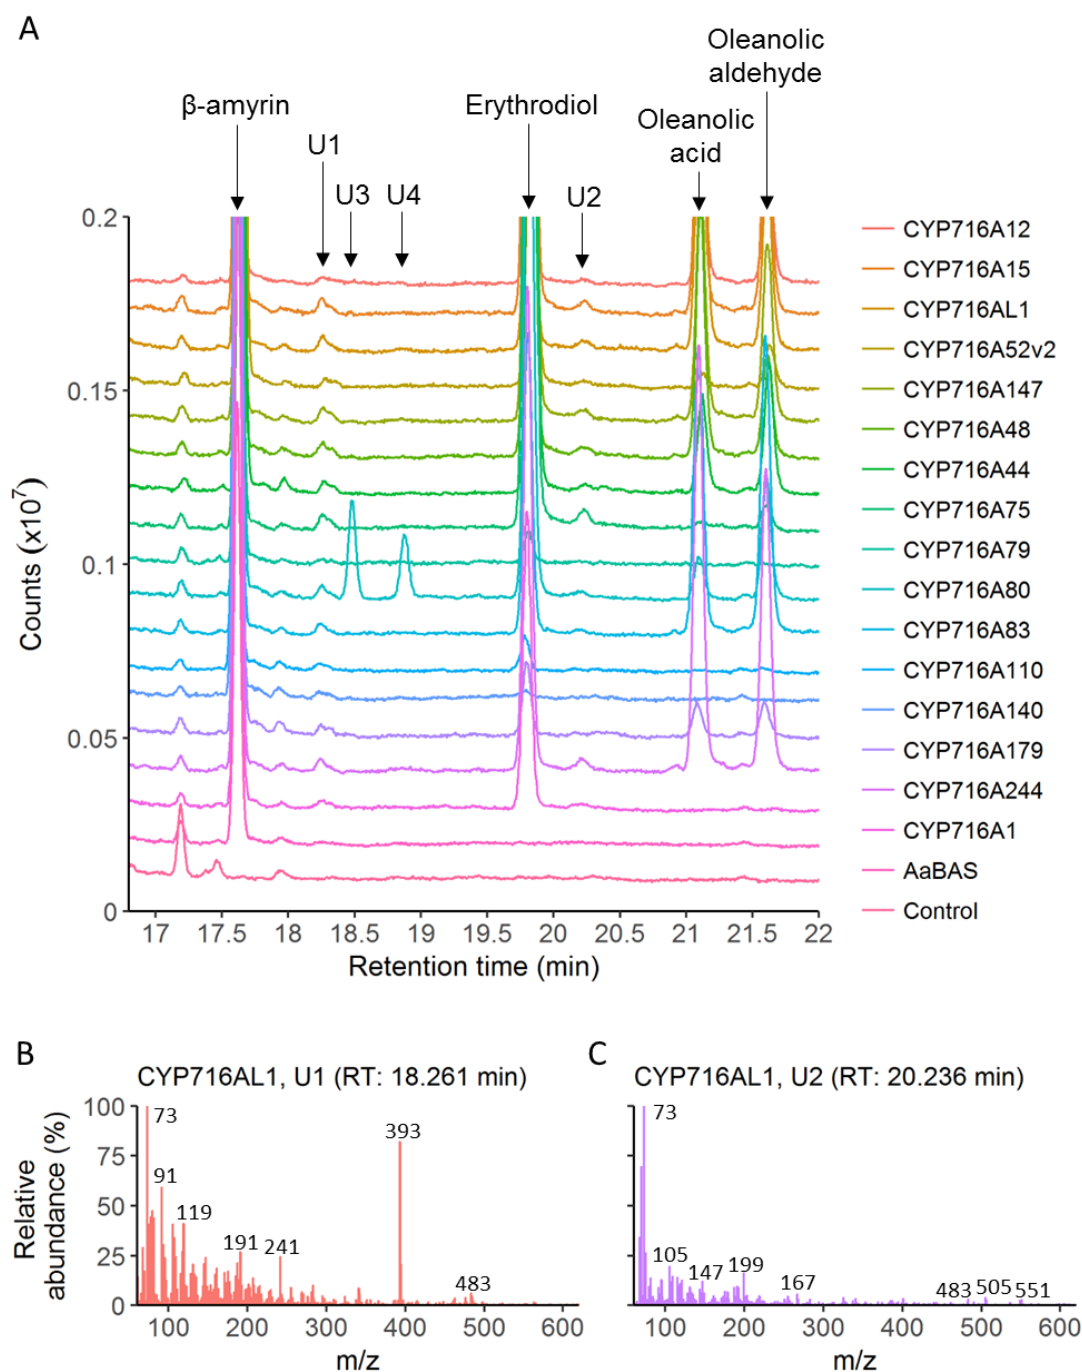 A
Oleanolic
aldehyde
β-amyrin
Erythrodiol
Oleanolic
acid
U1
U3 U4
U2
0.2
0.15
0.1
0.05
0
Counts (x10⁷)
17 17.5 18 18.5 19 19.5 20 20.5 21 21.5 22
Retention time (min)
CYP716A12
CYP716A15
CYP716AL1
CYP716A52v2
CYP716A147
CYP716A48
CYP716A44
CYP716A75
CYP716A79
CYP716A80
CYP716A83
CYP716A110
CYP716A140
CYP716A179
CYP716A244
CYP716A1
AaBAS
Control
B
CYP716AL1, U1 (RT: 18.261 min)
100
75
50
25
0
Relative
abundance (%)
73
91
119
191
241
393
483
100 200 300 400 500 600
m/z
C
CYP716AL1, U2 (RT: 20.236 min)
73
105
147
199
167
483 505 551
100 200 300 400 500 600
m/z